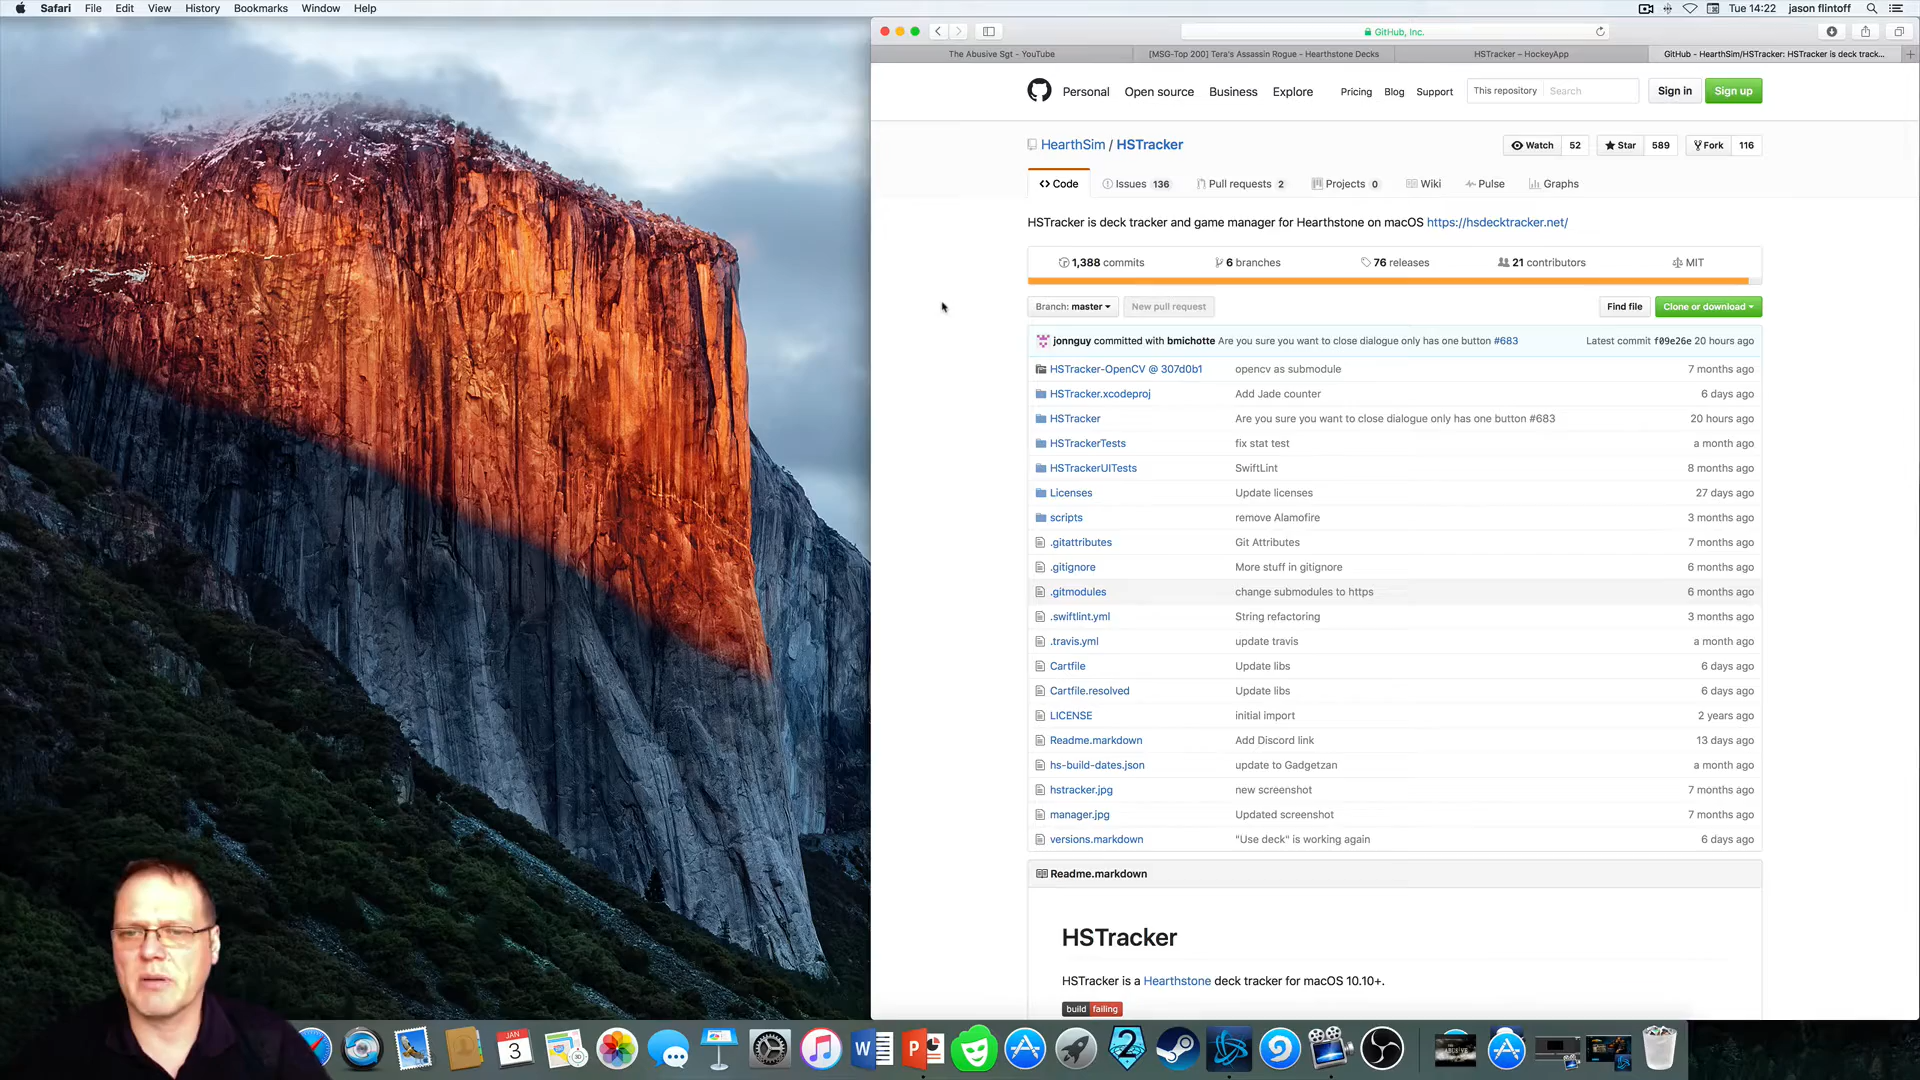 Safari File Edit View History Bookmarks Window Help Tue 14:22 jason flintoff
GitHub, Inc.
The Abusive Sgt - YouTube [MSG-Top 200] Tera's Assassin Rogue - Hearthstone Decks HSTracker – HockeyApp GitHub - HearthSim/HSTracker: HSTracker is deck track...
Personal Open source Business Explore Pricing Blog Support This repository Search Sign in Sign up
HearthSim / HSTracker Watch 52 Star 589 Fork 116
Code Issues 136 Pull requests 2 Projects 0 Wiki Pulse Graphs
HSTracker is deck tracker and game manager for Hearthstone on macOS https://hsdecktracker.net/
1,388 commits 6 branches 76 releases 21 contributors MIT
Branch: master New pull request Find file Clone or download
jonnguy committed with bmichotte Are you sure you want to close dialogue only has one button #683 Latest commit f09e26e 20 hours ago
HSTracker-OpenCV @ 307d0b1 opencv as submodule 7 months ago
HSTracker.xcodeproj Add Jade counter 6 days ago
HSTracker Are you sure you want to close dialogue only has one button #683 20 hours ago
HSTrackerTests fix stat test a month ago
HSTrackerUITests SwiftLint 8 months ago
Licenses Update licenses 27 days ago
scripts remove Alamofire 3 months ago
.gitattributes Git Attributes 7 months ago
.gitignore More stuff in gitignore 6 months ago
.gitmodules change submodules to https 6 months ago
.swiftlint.yml String refactoring 3 months ago
.travis.yml update travis a month ago
Cartfile Update libs 6 days ago
Cartfile.resolved Update libs 6 days ago
LICENSE initial import 2 years ago
Readme.markdown Add Discord link 13 days ago
hs-build-dates.json update to Gadgetzan a month ago
hstracker.jpg new screenshot 7 months ago
manager.jpg Updated screenshot 7 months ago
versions.markdown "Use deck" is working again 6 days ago
Readme.markdown
HSTracker
HSTracker is a Hearthstone deck tracker for macOS 10.10+.
build failing
JAN
3
W P 2